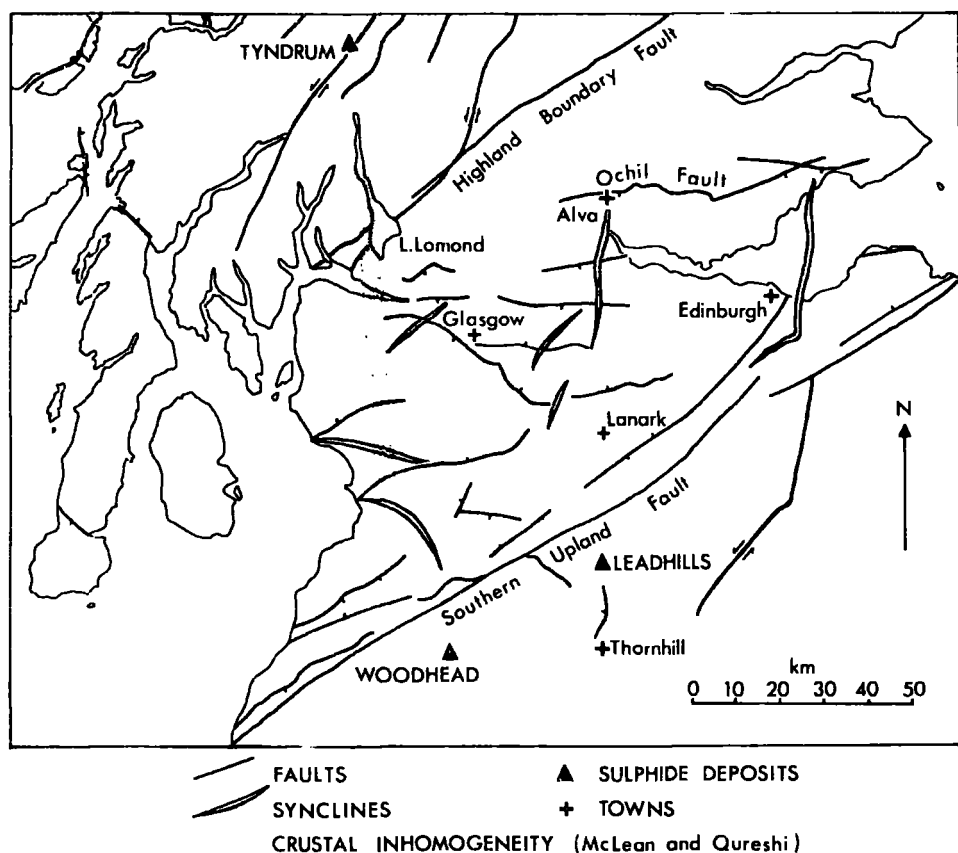 TYNDRUM
Highland Boundary Fault
Ochil Fault
Alva
L.Lomond
Edinburgh
Glasgow
Lanark
N
Southern Upland Fault
LEADHILLS
Thornhill
WOODHEAD
km
0 10 20 30 40 50
FAULTS
SULPHIDE DEPOSITS
SYNCLINES
TOWNS
CRUSTAL INHOMOGENEITY (McLean and Qureshi)